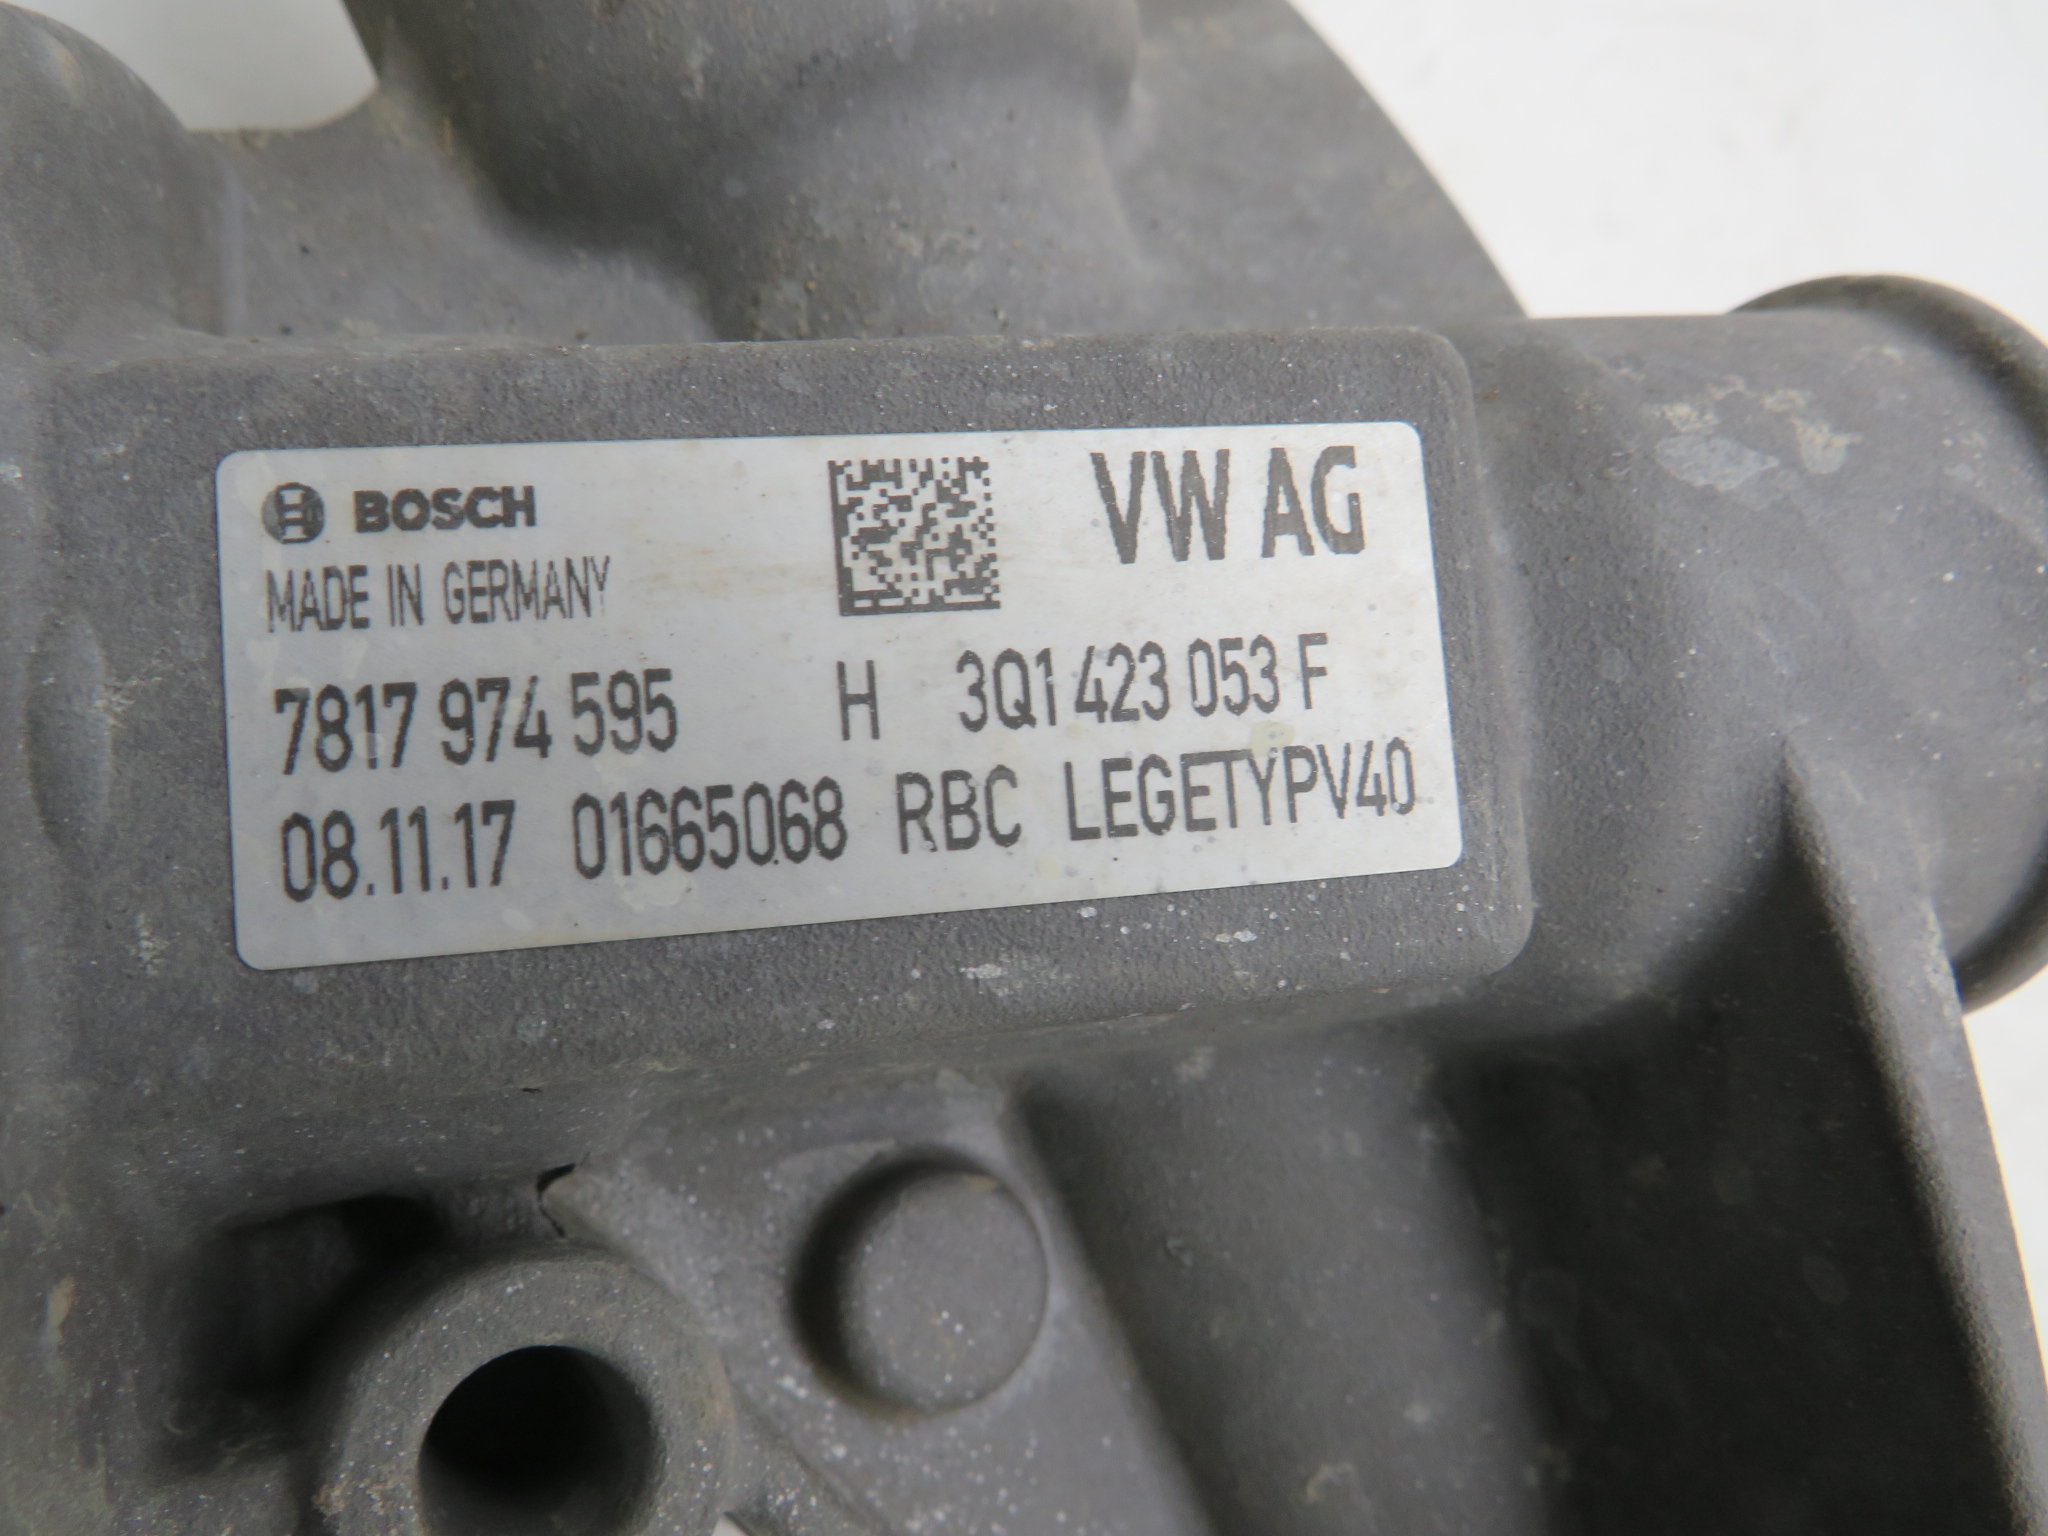 BOSCH
VW AG
MADE IN GERMANY
7817 974 595 H 3Q1 423 053 F
08.11.17 01665068 RBC LEGETYPV40